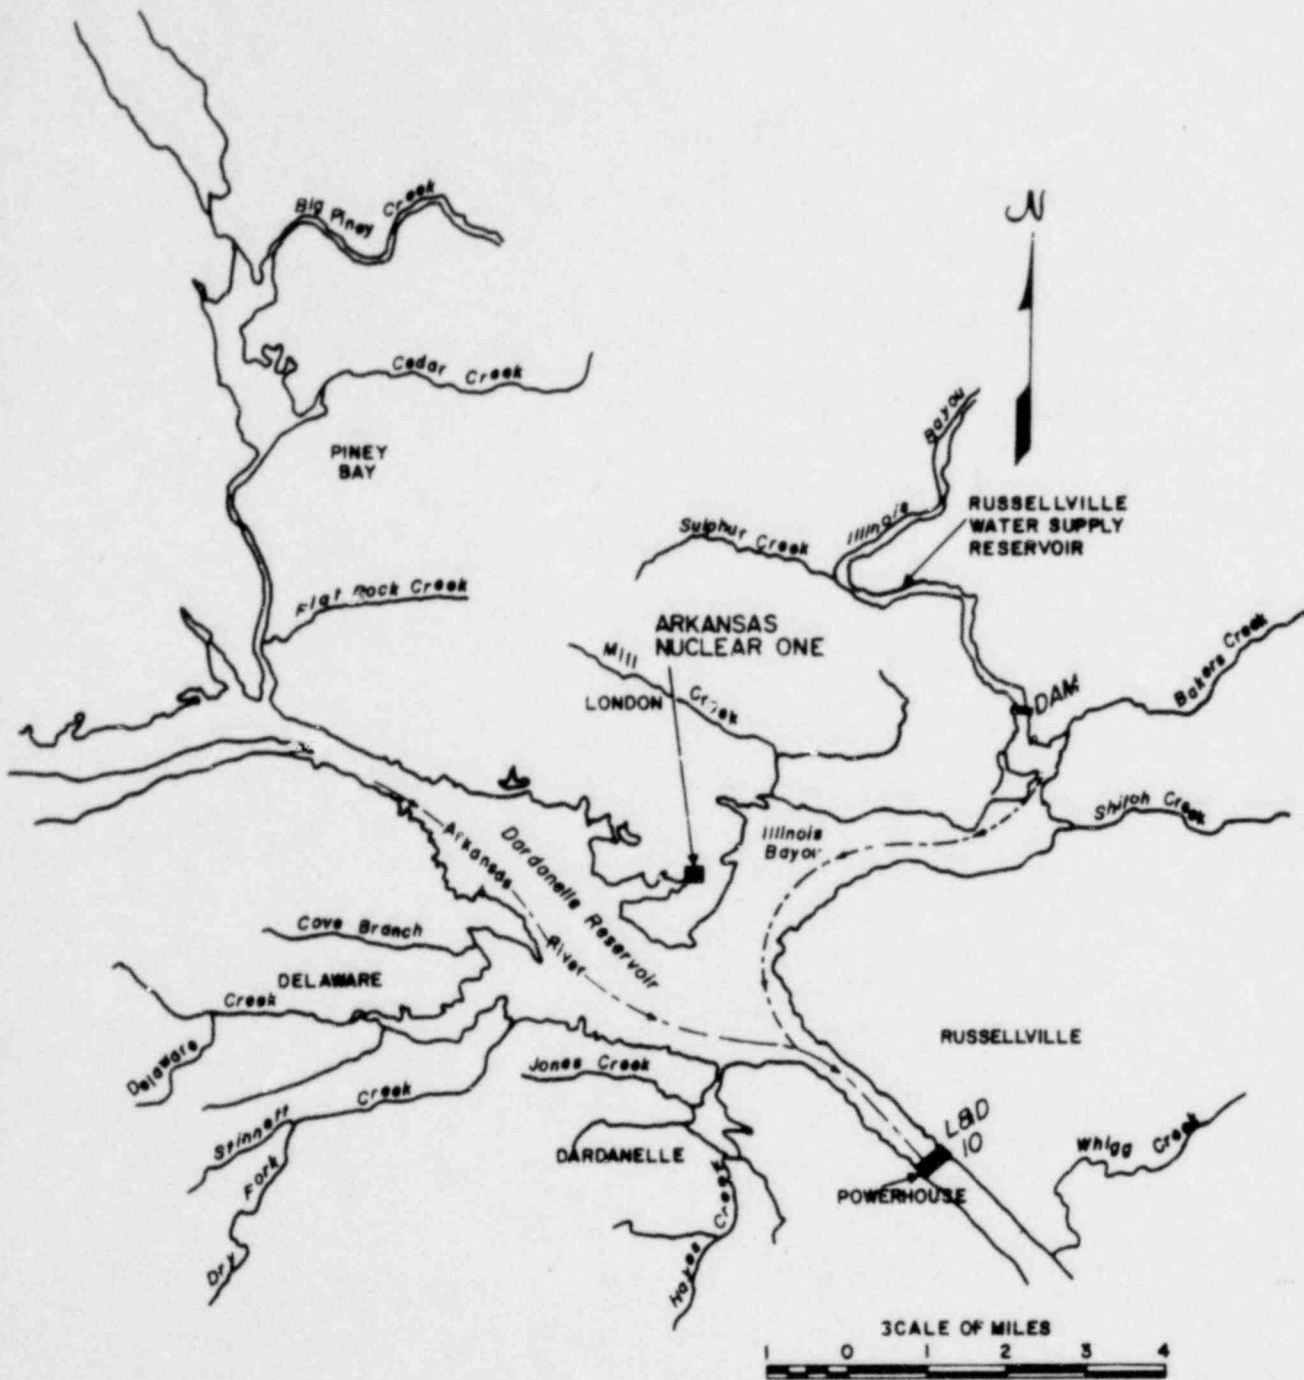 Big Piney Creek
N
Cedar Creek
PINEY
BAY
Bayou
Illinois
RUSSELLVILLE
WATER SUPPLY
RESERVOIR
Sulphur Creek
Flat Rock Creek
ARKANSAS
NUCLEAR ONE
Mill Creek
LONDON
Bakers Creek
DAM
Shiloh Creek
Illinois
Bayou
Arkansas River
Dardanelle Reservoir
Cove Branch
DELAWARE
Delaware Creek
RUSSELLVILLE
Jones Creek
Stinnett Creek
Dry Fork
DARDANELLE
L&D
10
POWERHOUSE
Whigg Creek
Hayes Creek
SCALE OF MILES
1 0 1 2 3 4